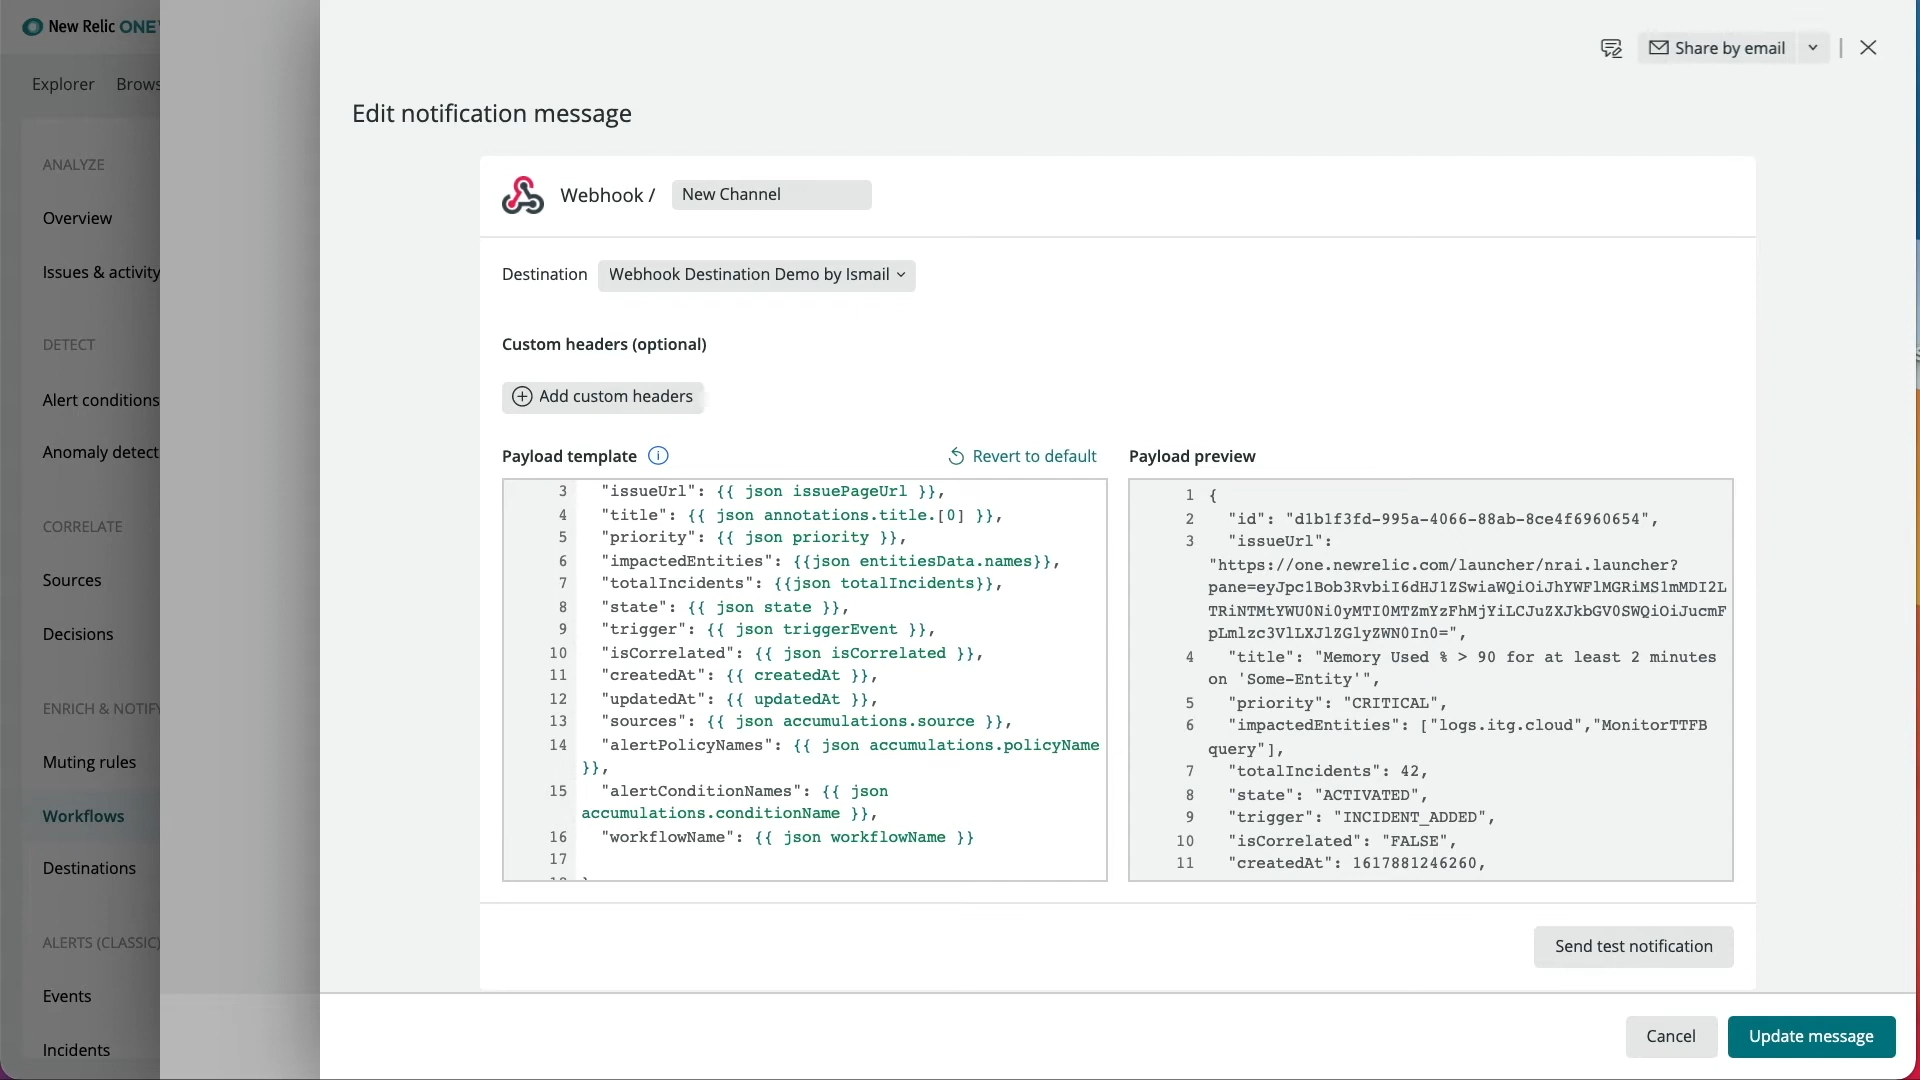 New Relic ONE
Share by email
Explorer Brows
Edit notification message
ANALYZE
Overview
Issues & activity
DETECT
Alert conditions
Anomaly detect
CORRELATE
Sources
Decisions
ENRICH & NOTIFY
Muting rules
Workflows
Destinations
ALERTS (CLASSIC)
Events
Incidents
Webhook / New Channel
Destination Webhook Destination Demo by Ismail
Custom headers (optional)
Add custom headers
Payload template Revert to default
3 "issueUrl": {{ json issuePageUrl }},
4 "title": {{ json annotations.title.[0] }},
5 "priority": {{ json priority }},
6 "impactedEntities": {{json entitiesData.names}},
7 "totalIncidents": {{json totalIncidents}},
8 "state": {{ json state }},
9 "trigger": {{ json triggerEvent }},
10 "isCorrelated": {{ json isCorrelated }},
11 "createdAt": {{ createdAt }},
12 "updatedAt": {{ updatedAt }},
13 "sources": {{ json accumulations.source }},
14 "alertPolicyNames": {{ json accumulations.policyName
}},
15 "alertConditionNames": {{ json
accumulations.conditionName }},
16 "workflowName": {{ json workflowName }}
17
Payload preview
1 {
2 "id": "d1b1f3fd-995a-4066-88ab-8ce4f6960654",
3 "issueUrl":
"https://one.newrelic.com/launcher/nrai.launcher?
pane=eyJpc1Bob3RvbiI6dHJ1ZSwiaWQiOiJhYWF1MGRiMS1mMDI2L
TRiNTMtYWU0Ni0yMTI0MTZmYzFhMjYiLCJuZXJkbGV0SWQiOiJucmF
pLmlzc3VlLXJlZGlyZWN0In0=",
4 "title": "Memory Used % > 90 for at least 2 minutes
on 'Some-Entity'",
5 "priority": "CRITICAL",
6 "impactedEntities": ["logs.itg.cloud","MonitorTTFB
query"],
7 "totalIncidents": 42,
8 "state": "ACTIVATED",
9 "trigger": "INCIDENT_ADDED",
10 "isCorrelated": "FALSE",
11 "createdAt": 1617881246260,
Send test notification
Cancel Update message